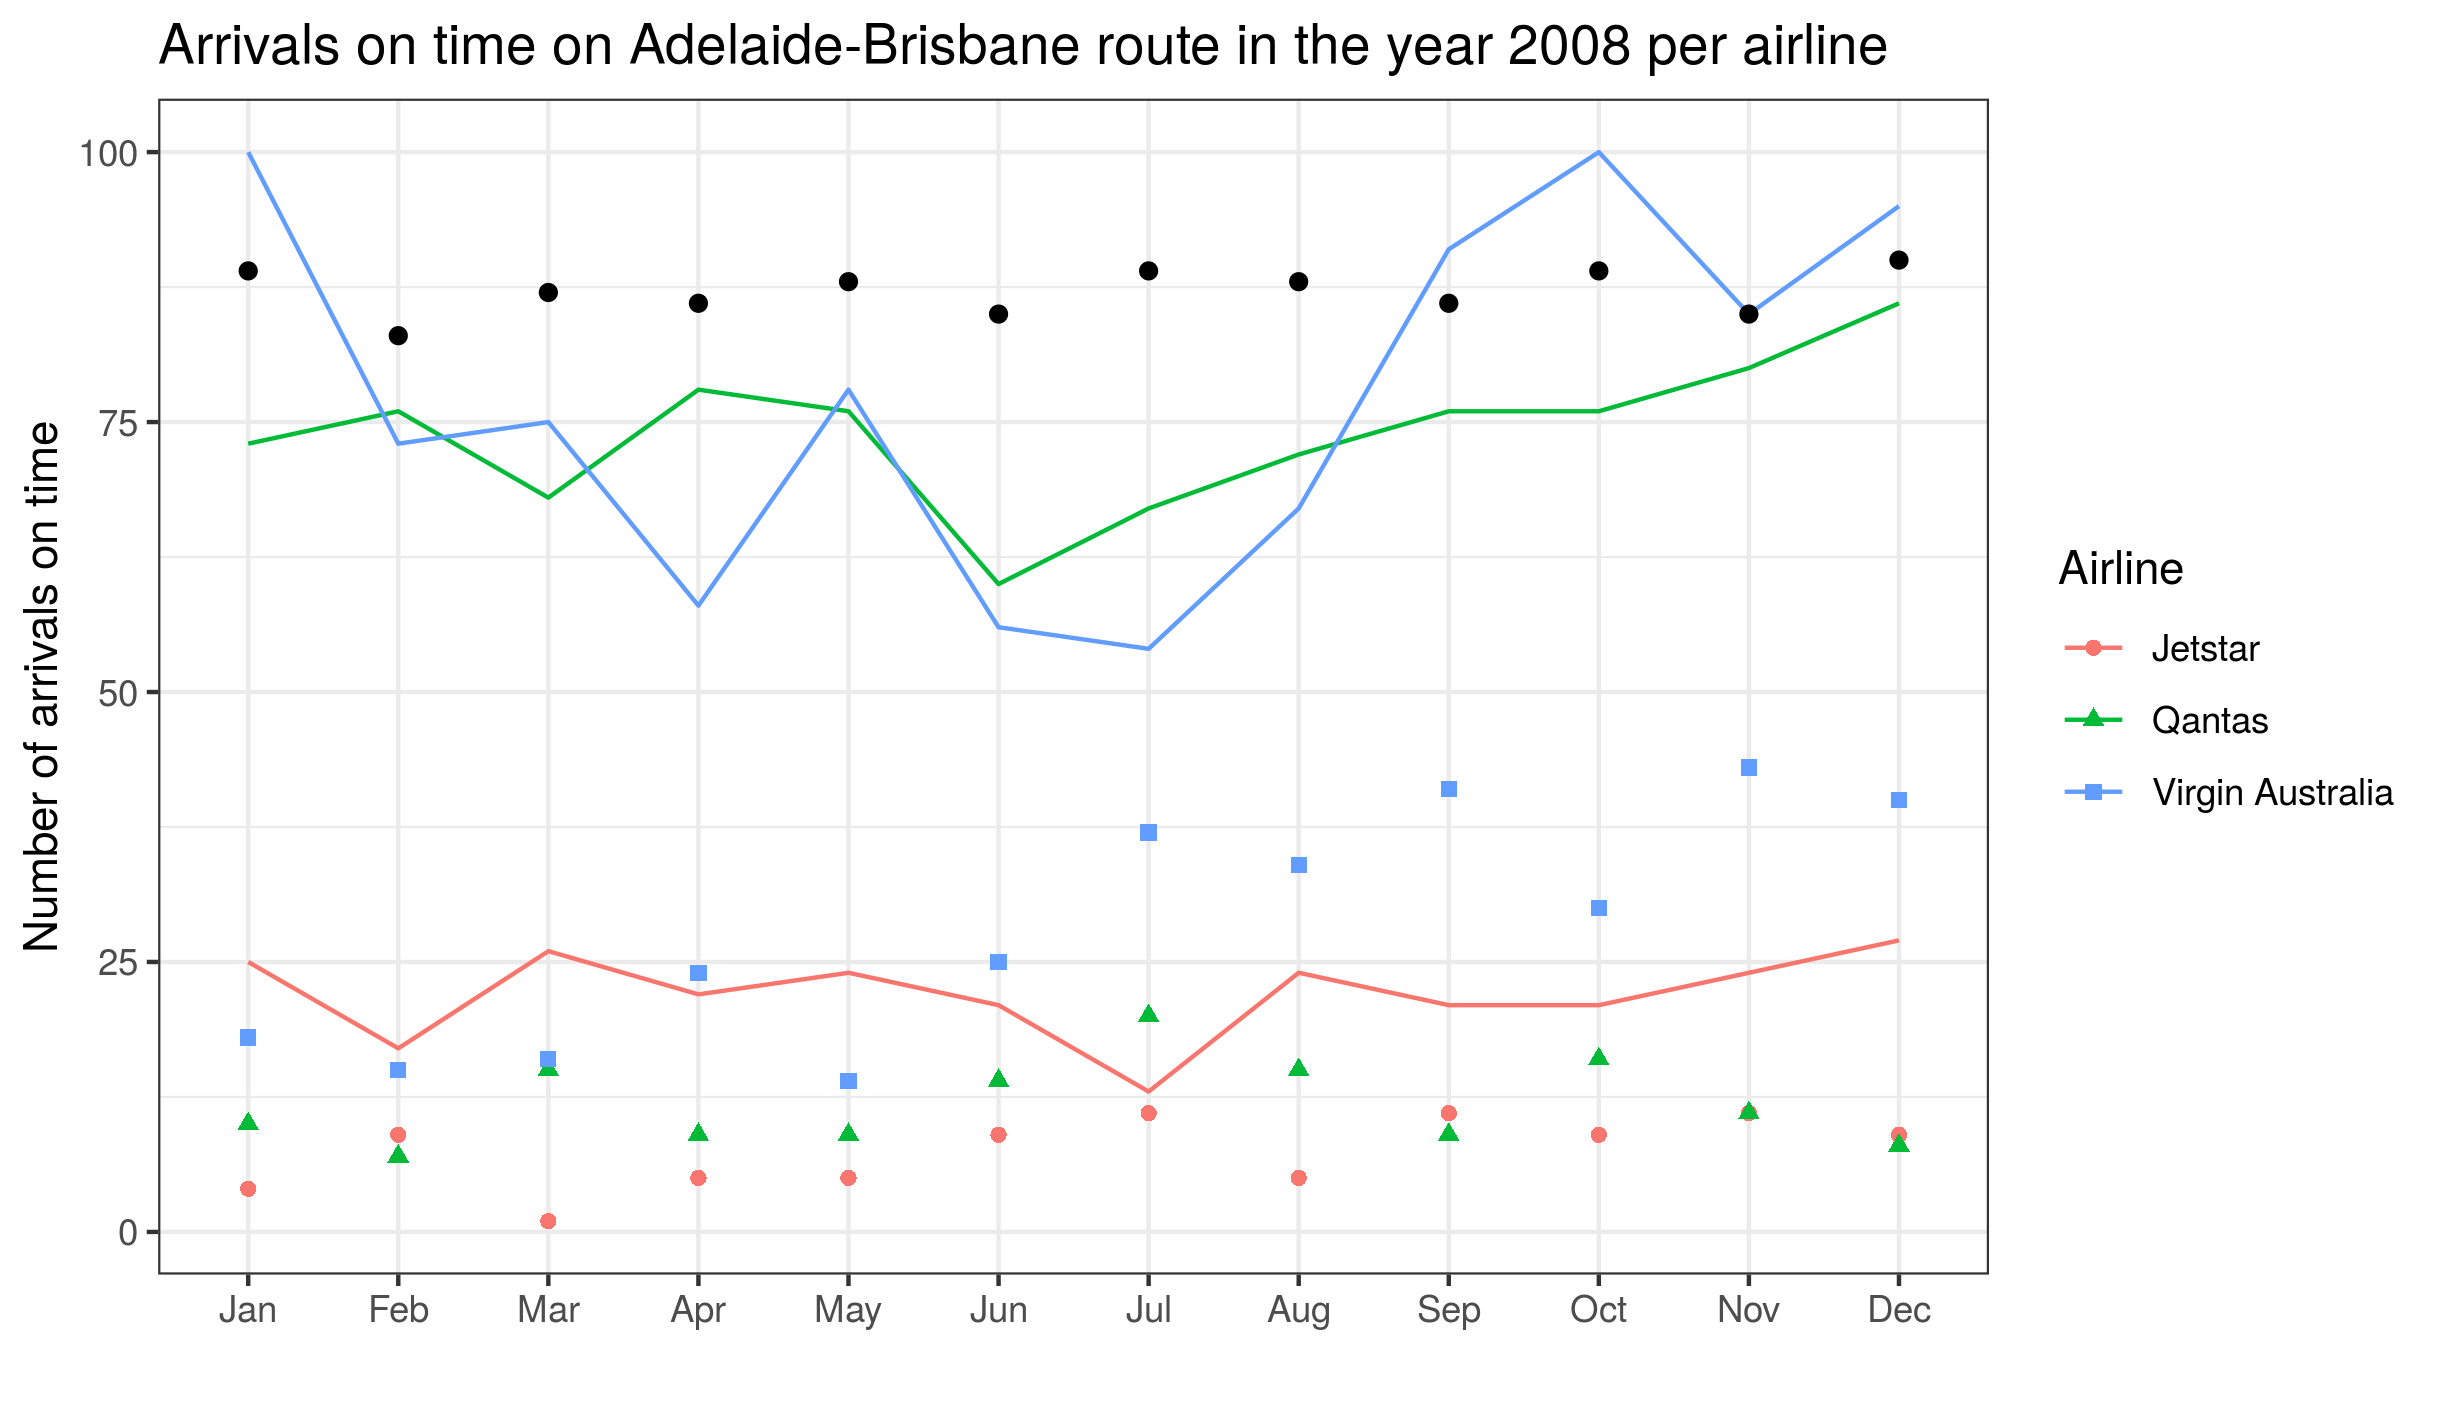 Arrivals on time on Adelaide-Brisbane route in the year 2008 per airline
Number of arrivals on time
100
75
50
25
0
Jan Feb Mar Apr May Jun Jul Aug Sep Oct Nov Dec
Airline
Jetstar
Qantas
Virgin Australia